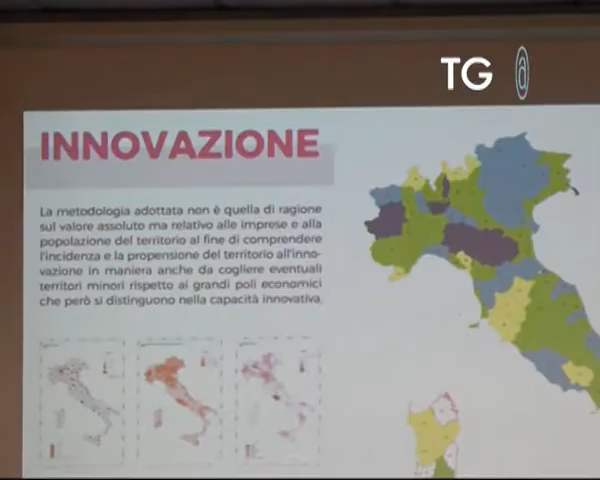 TG
INNOVAZIONE
La metodologia adottata non è quella di ragione
sul valore assoluto ma relativo alle imprese e alla
popolazione del territorio al fine di comprendere
l'incidenza e la propensione del territorio all'inno-
vazione in maniera anche da cogliere eventuali
territori minori rispetto ai grandi poli economici
che però si distinguono nella capacità innovativa.